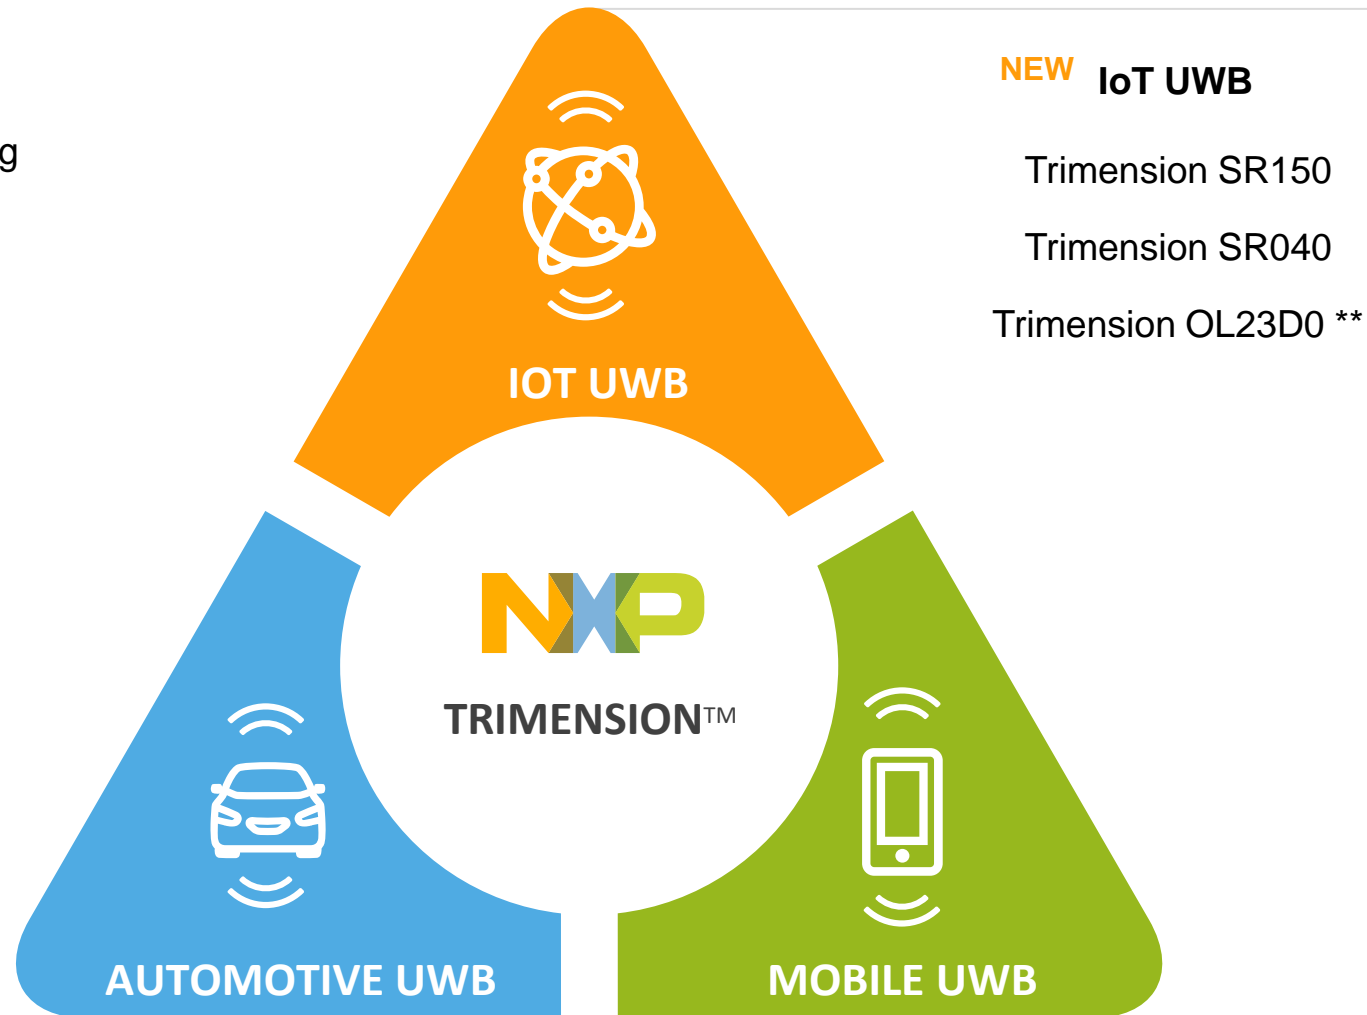 NEW IoT UWB
g
Trimension SR150
Trimension SR040
Trimension OL23D0 **
IOT UWB
NXP
TRIMENSION™
AUTOMOTIVE UWB
MOBILE UWB